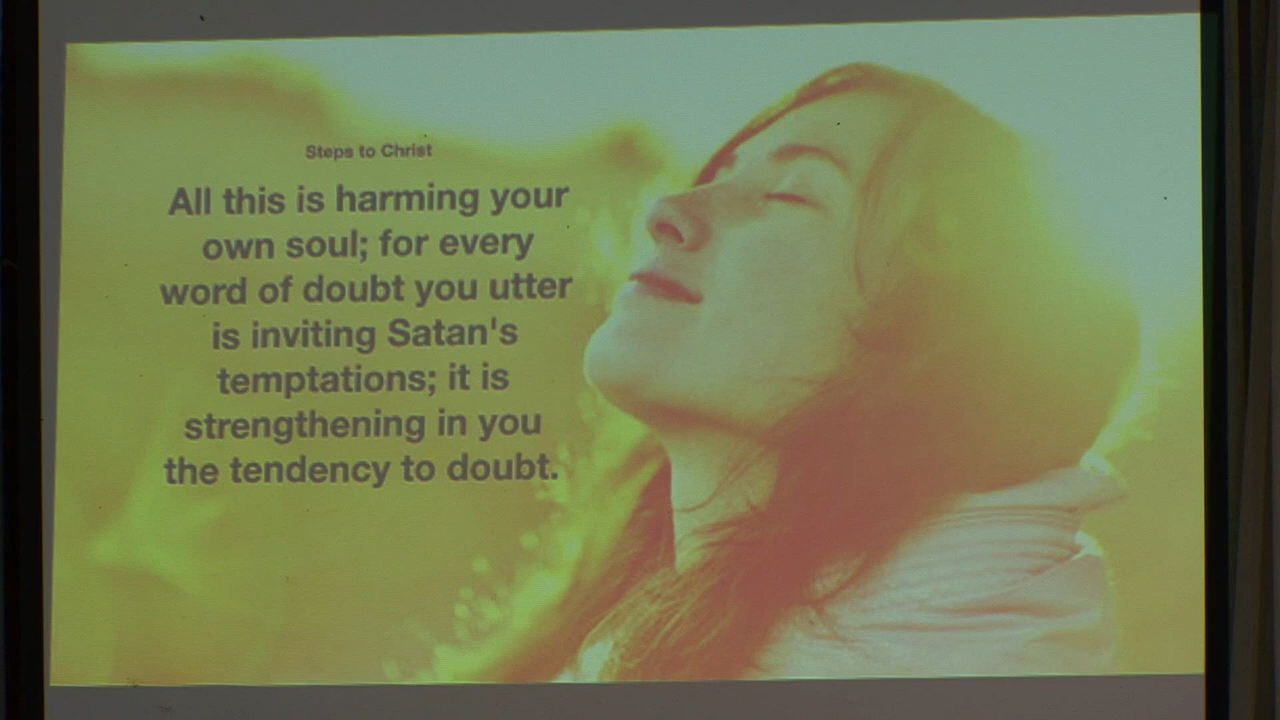 Steps to Christ
All this is harming your
own soul; for every
word of doubt you utter
is inviting Satan's
temptations; it is
strengthening in you
the tendency to doubt.